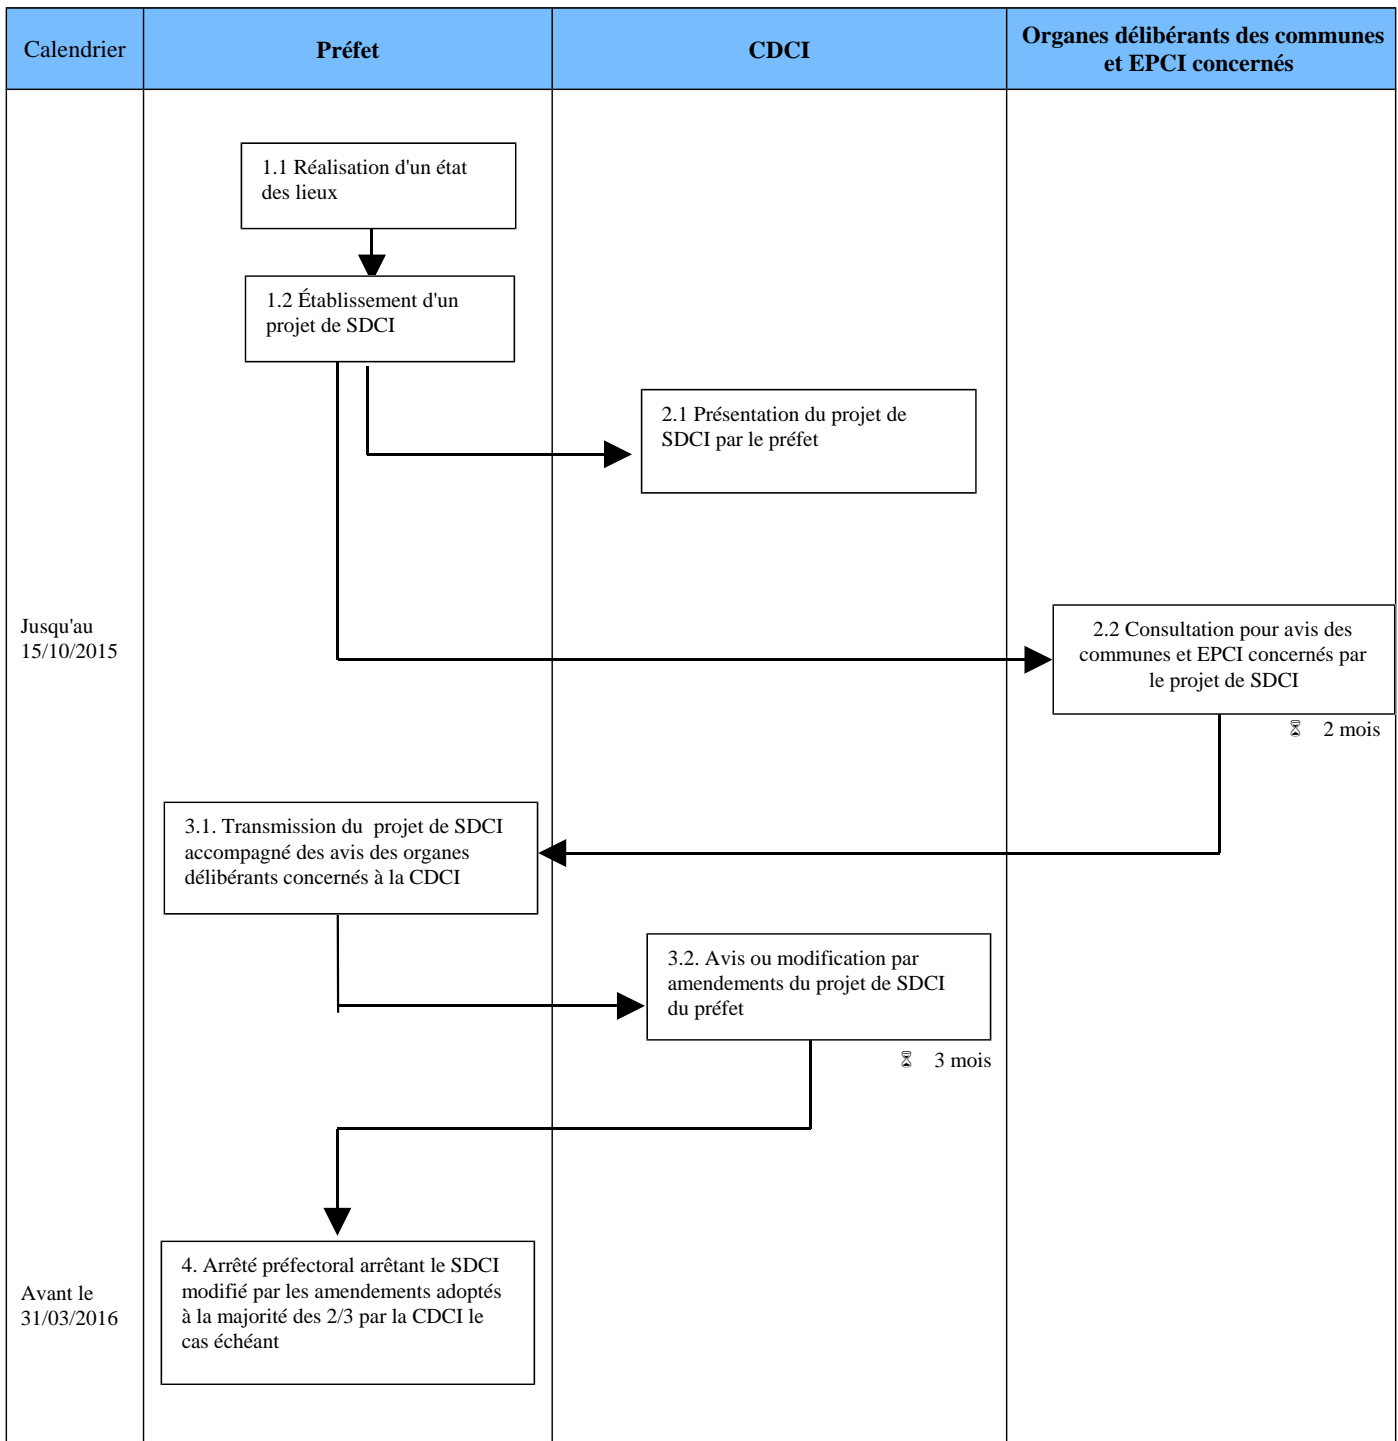 Calendrier
Préfet
CDCI
Organes délibérants des communes
et EPCI concernés
1.1 Réalisation d'un état
des lieux
1.2 Établissement d'un
projet de SDCI
2.1 Présentation du projet de
SDCI par le préfet
Jusqu'au
15/10/2015
2.2 Consultation pour avis des
communes et EPCI concernés par
le projet de SDCI
⌛ 2 mois
3.1. Transmission du projet de SDCI
accompagné des avis des organes
délibérants concernés à la CDCI
3.2. Avis ou modification par
amendements du projet de SDCI
du préfet
⌛ 3 mois
Avant le
31/03/2016
4. Arrêté préfectoral arrêtant le SDCI
modifié par les amendements adoptés
à la majorité des 2/3 par la CDCI le
cas échéant